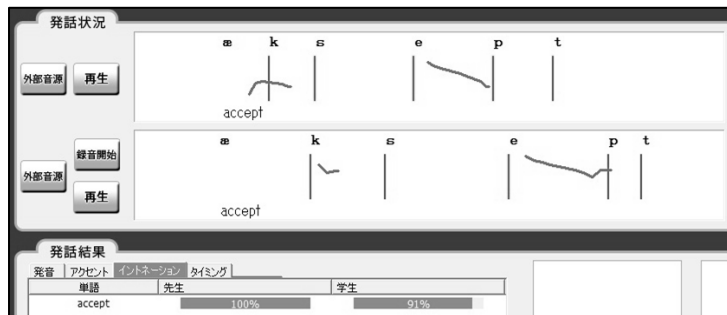 発話状況
æ k s e p t
外部音源 再生
accept
æ k s e p t
録音開始
外部音源
再生
accept
発話結果
発音 アクセント イントネーション タイミング
単語 先生 学生
accept 100% 91%